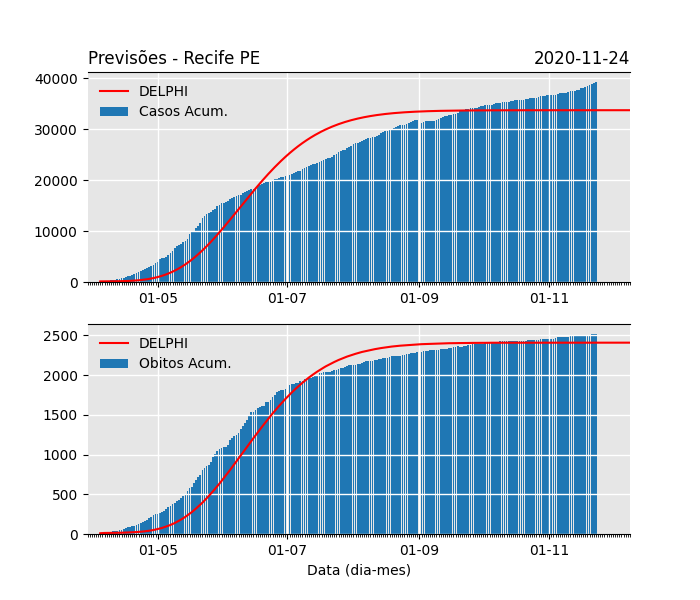 Previsões - Recife PE 2020-11-24
40000
DELPHI
Casos Acum.
30000
20000
10000
0
01-05 01-07 01-09 01-11
2500
DELPHI
Obitos Acum.
2000
1500
1000
500
0
01-05 01-07 01-09 01-11
Data (dia-mes)